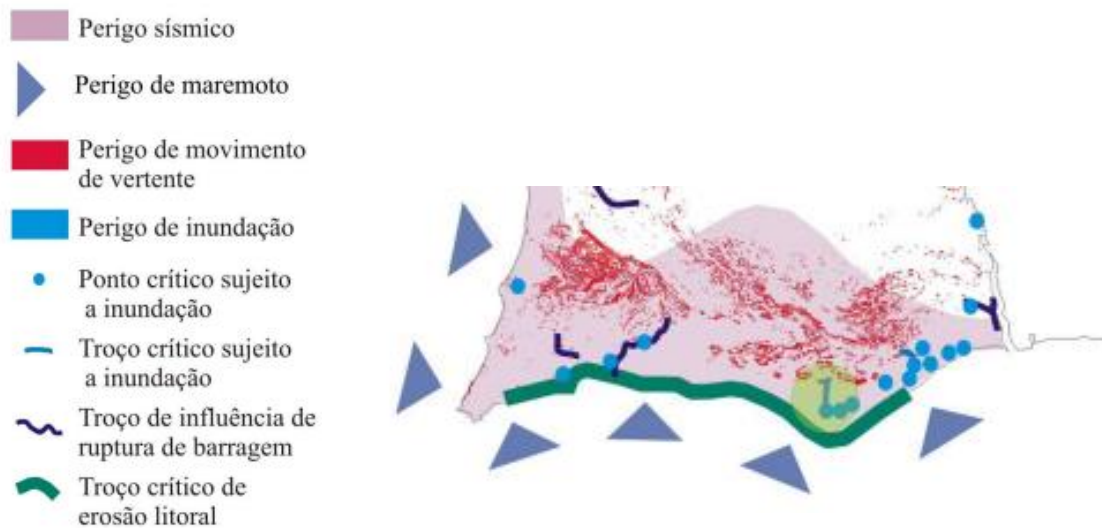 Perigo sísmico
Perigo de maremoto
Perigo de movimento
de vertente
Perigo de inundação
Ponto crítico sujeito
a inundação
Troço crítico sujeito
a inundação
Troço de influência de
ruptura de barragem
Troço crítico de
erosão litoral
1